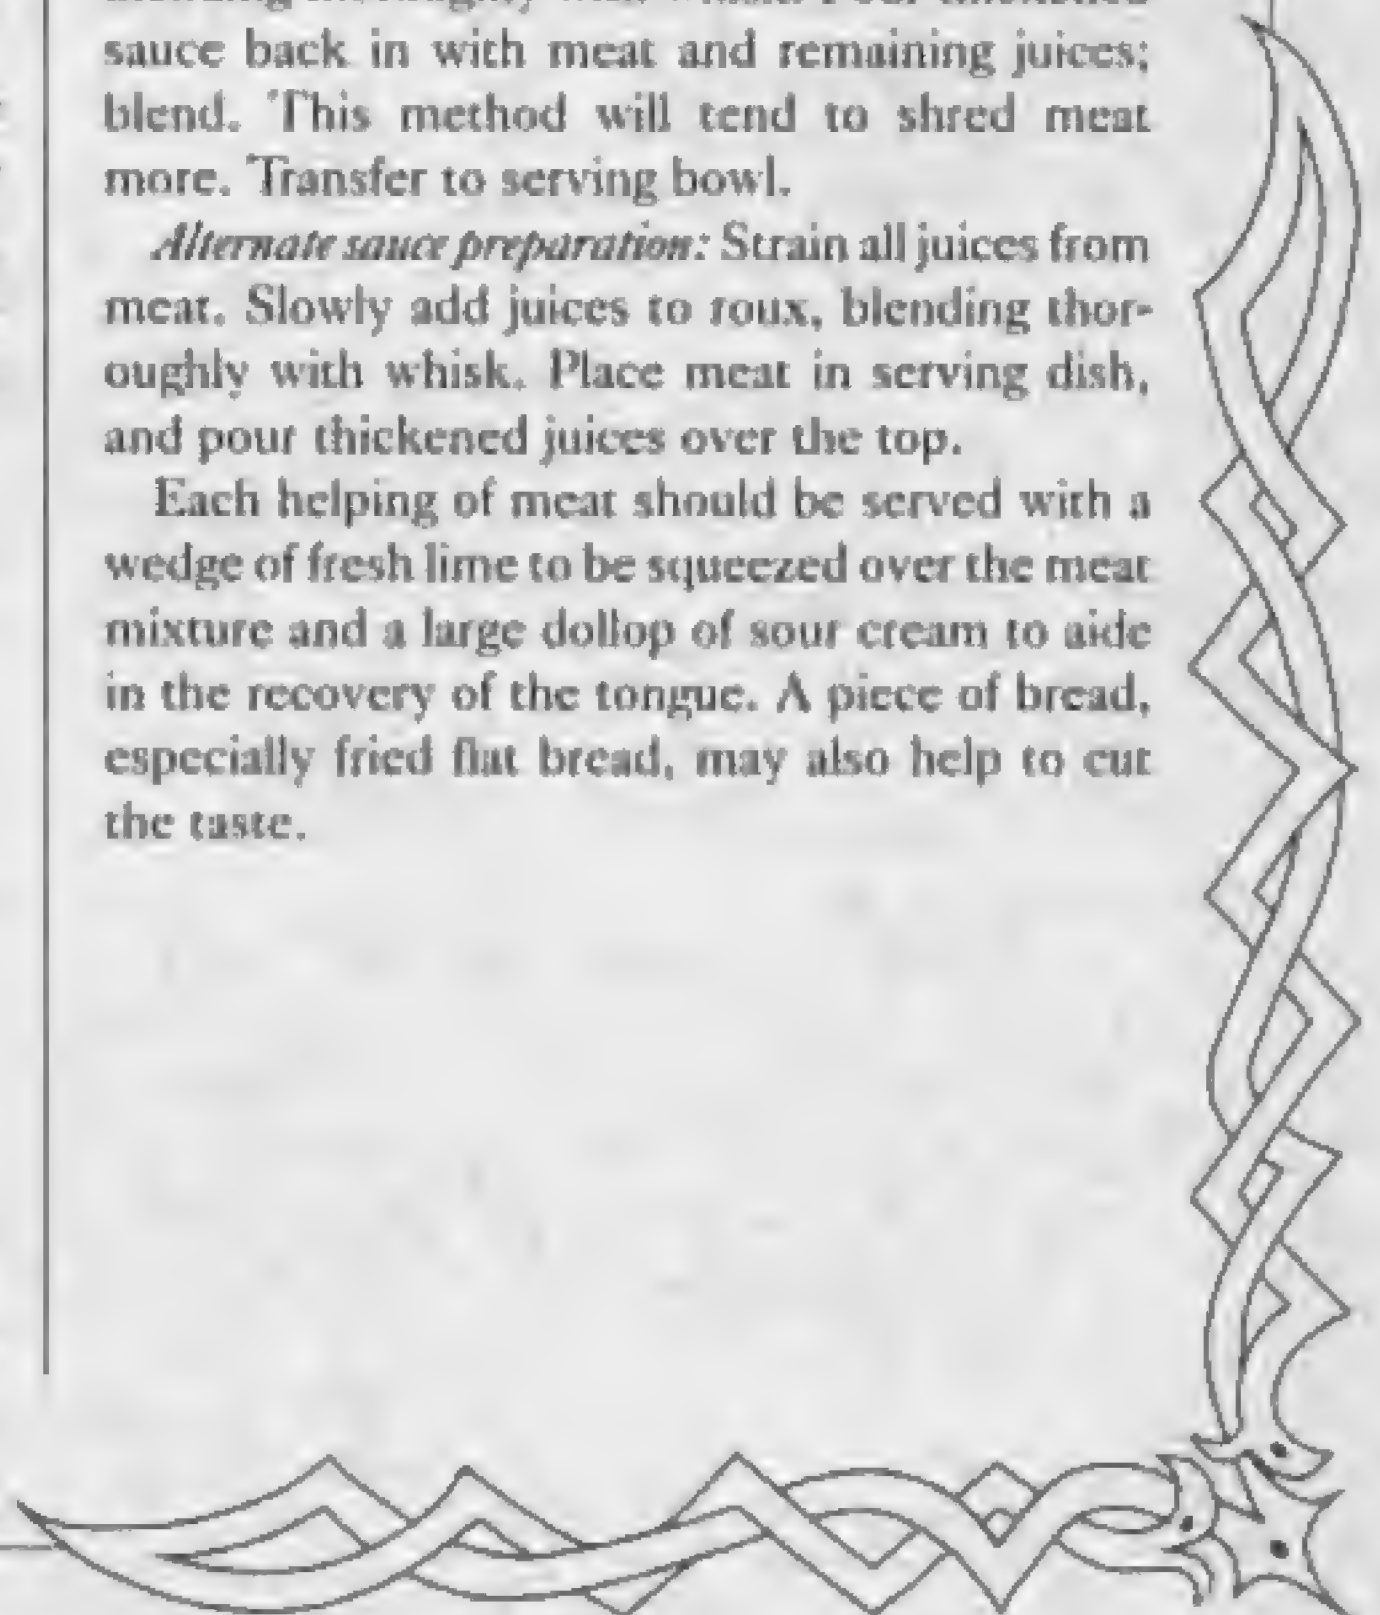 sauce back in with meat and remaining juices;
blend. This method will tend to shred meat
more. Transfer to serving bowl.
Alternate sauce preparation: Strain all juices from
meat. Slowly add juices to roux, blending thor-
oughly with whisk. Place meat in serving dish,
and pour thickened juices over the top.
Each helping of meat should be served with a
wedge of fresh lime to be squeezed over the meat
mixture and a large dollop of sour cream to aide
in the recovery of the tongue. A piece of bread,
especially fried flat bread, may also help to cut
the taste.